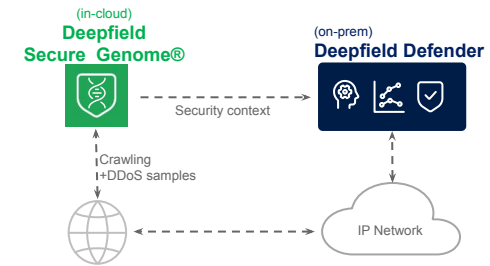 (in-cloud)
Deepfield
Secure Genome®
(on-prem)
Deepfield Defender
Security context
Crawling
+DDoS samples
IP Network